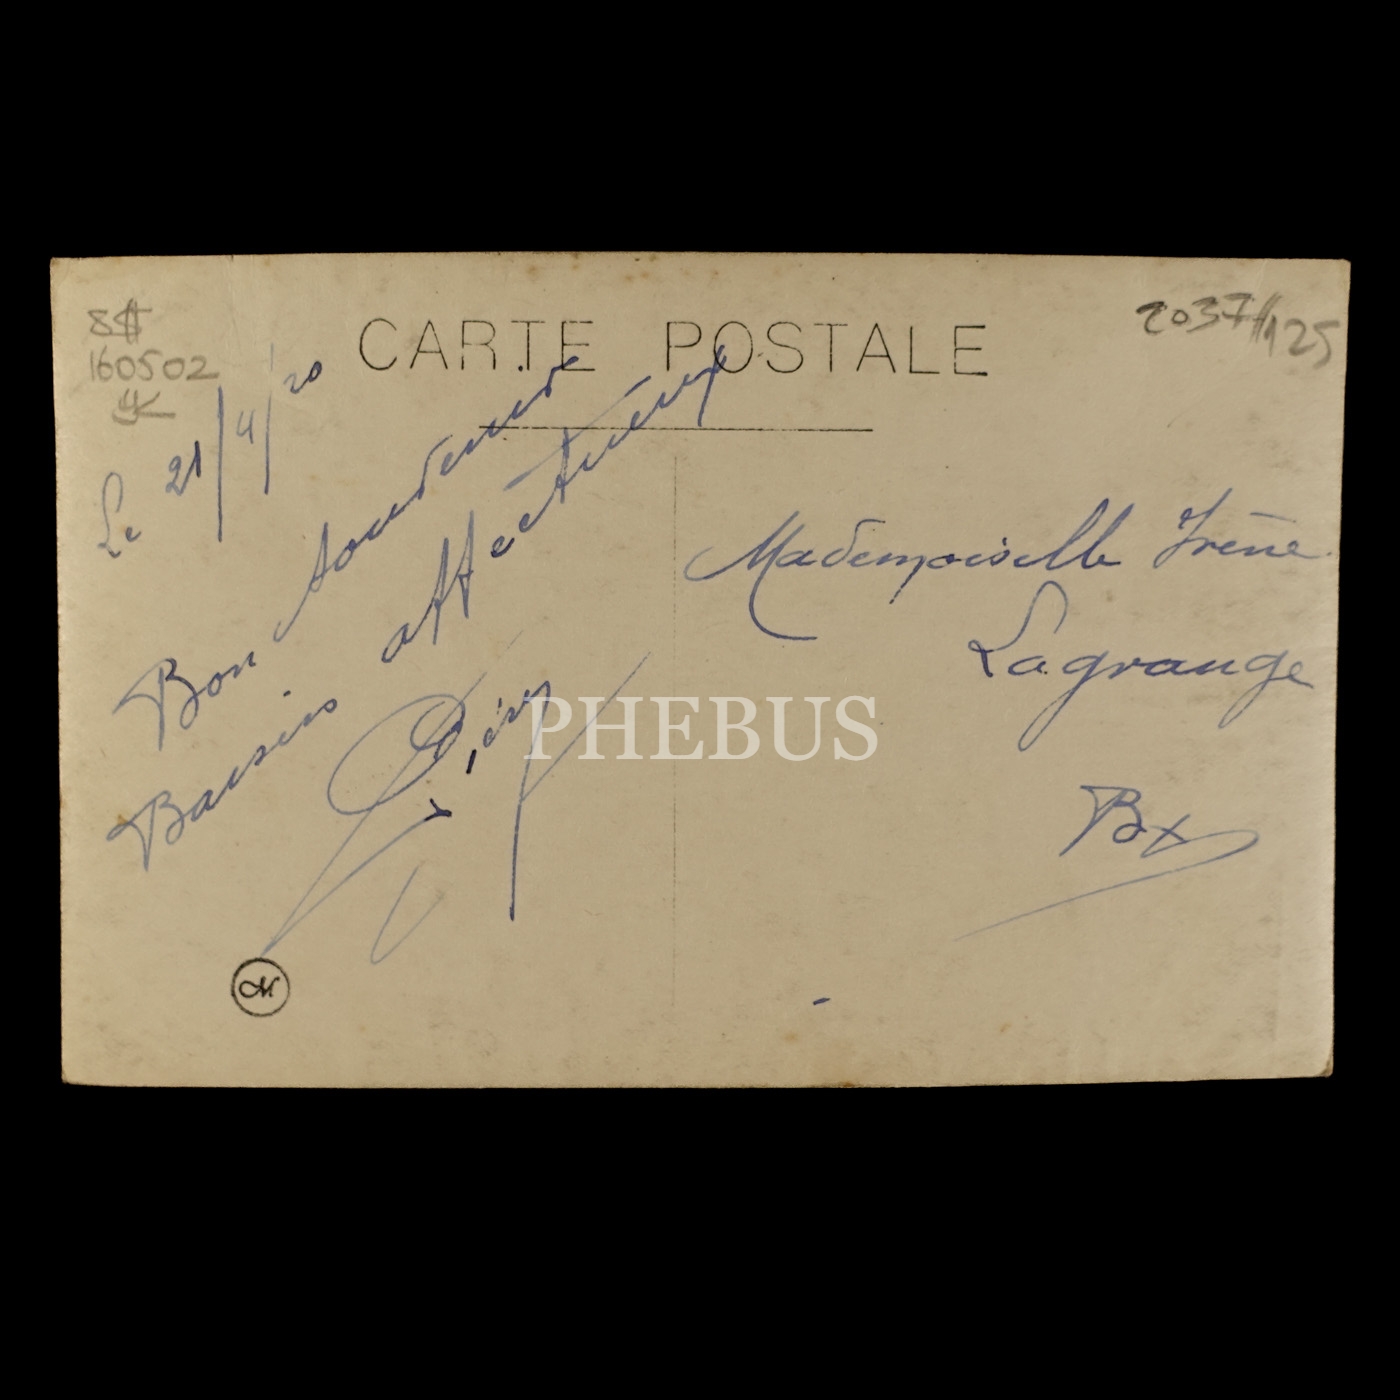 8#
160502
2037/125
CARTE POSTALE
Le 21/4/20
Bon souvenir
Baisers affectueux
Mademoiselle Irène
Lagrange
Bx
PHEBUS
M